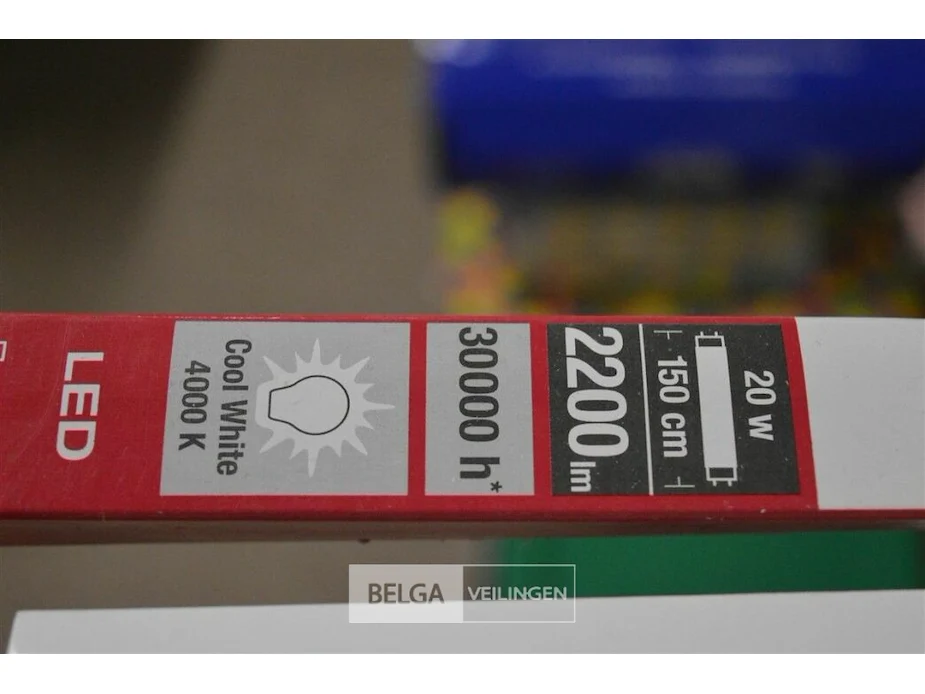 LED
Cool White
4000 K
30000 h*
2200 lm
150 cm
20 W
BELGA VEILINGEN